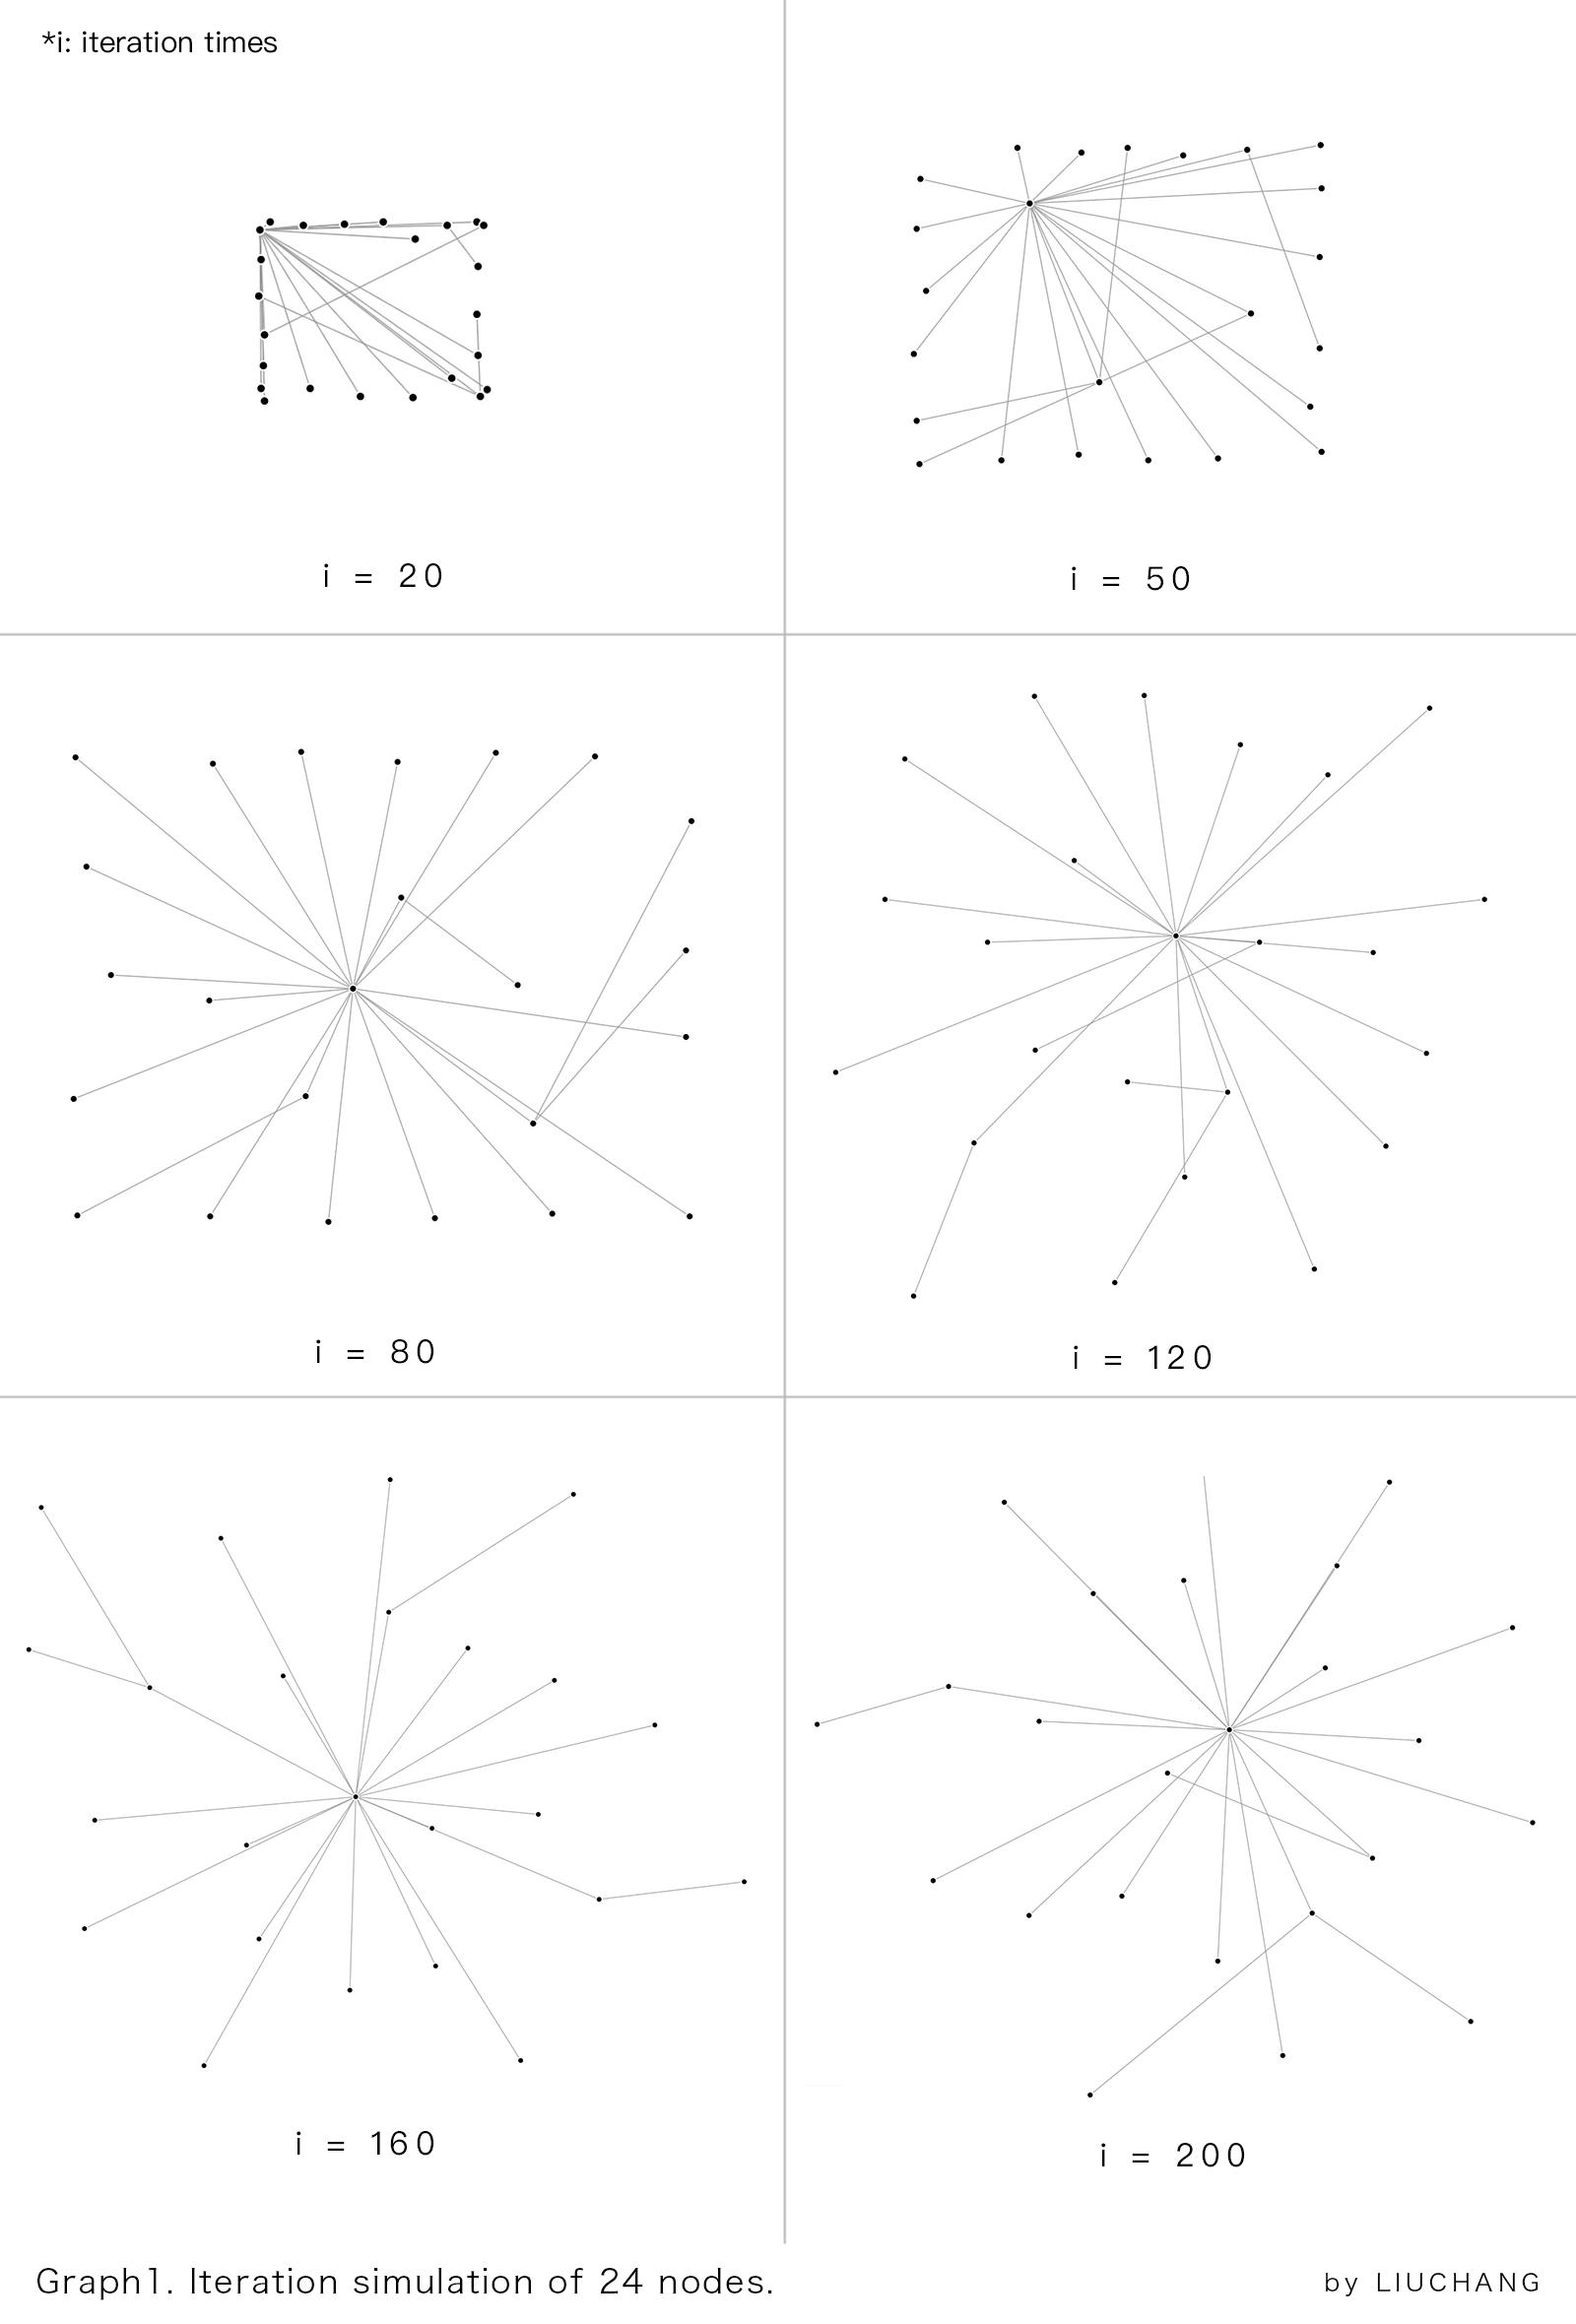 *i: iteration times
i = 20
i = 50
i = 80
i = 120
i = 160
i = 200
Graph1. Iteration simulation of 24 nodes.
by LIUCHANG